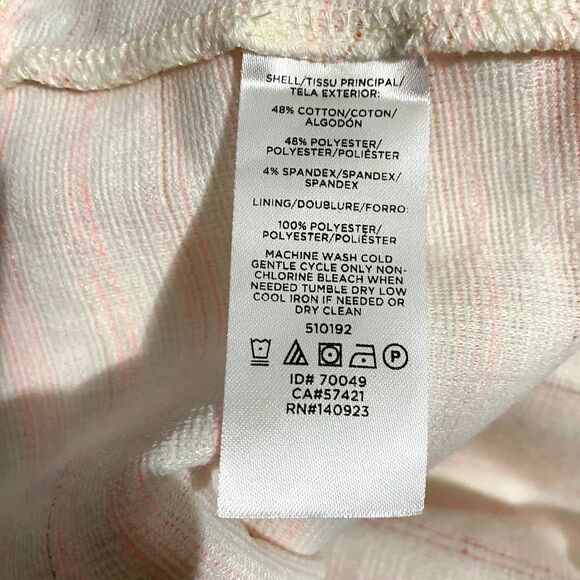 SHELL/TISSU PRINCIPAL/
TELA EXTERIOR:
48% COTTON/COTON/
ALGODÓN
48% POLYESTER/
POLYESTER/POLIÉSTER
4% SPANDEX/SPANDEX/
SPANDEX
LINING/DOUBLURE/FORRO:
100% POLYESTER/
POLYESTER/POLIÉSTER
MACHINE WASH COLD
GENTLE CYCLE ONLY NON-
CHLORINE BLEACH WHEN
NEEDED TUMBLE DRY LOW
COOL IRON IF NEEDED OR
DRY CLEAN
510192
P
ID# 70049
CA#57421
RN#140923